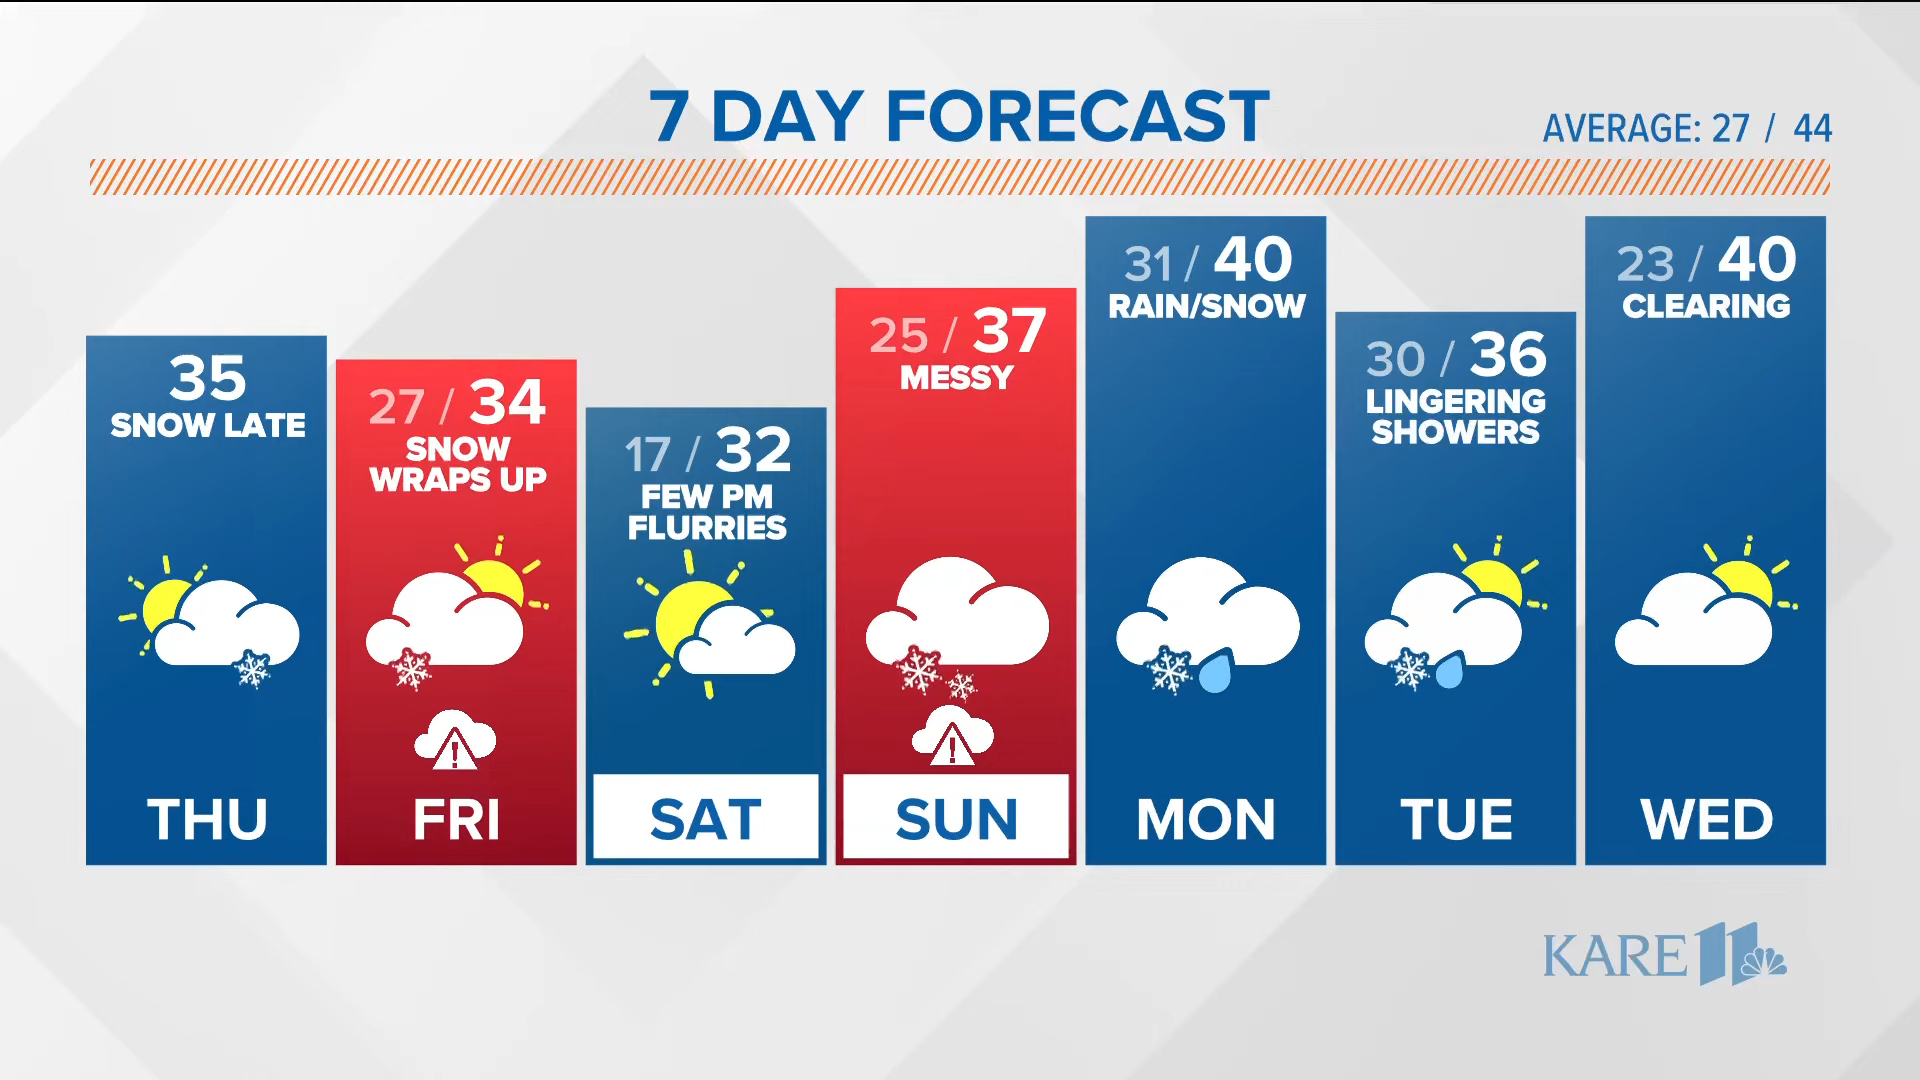 7 DAY FORECAST
AVERAGE: 27 / 44
35
SNOW LATE
THU
27 / 34
SNOW
WRAPS UP
FRI
17 / 32
FEW PM
FLURRIES
SAT
25 / 37
MESSY
SUN
31 / 40
RAIN/SNOW
MON
30 / 36
LINGERING
SHOWERS
TUE
23 / 40
CLEARING
WED
KARE 11